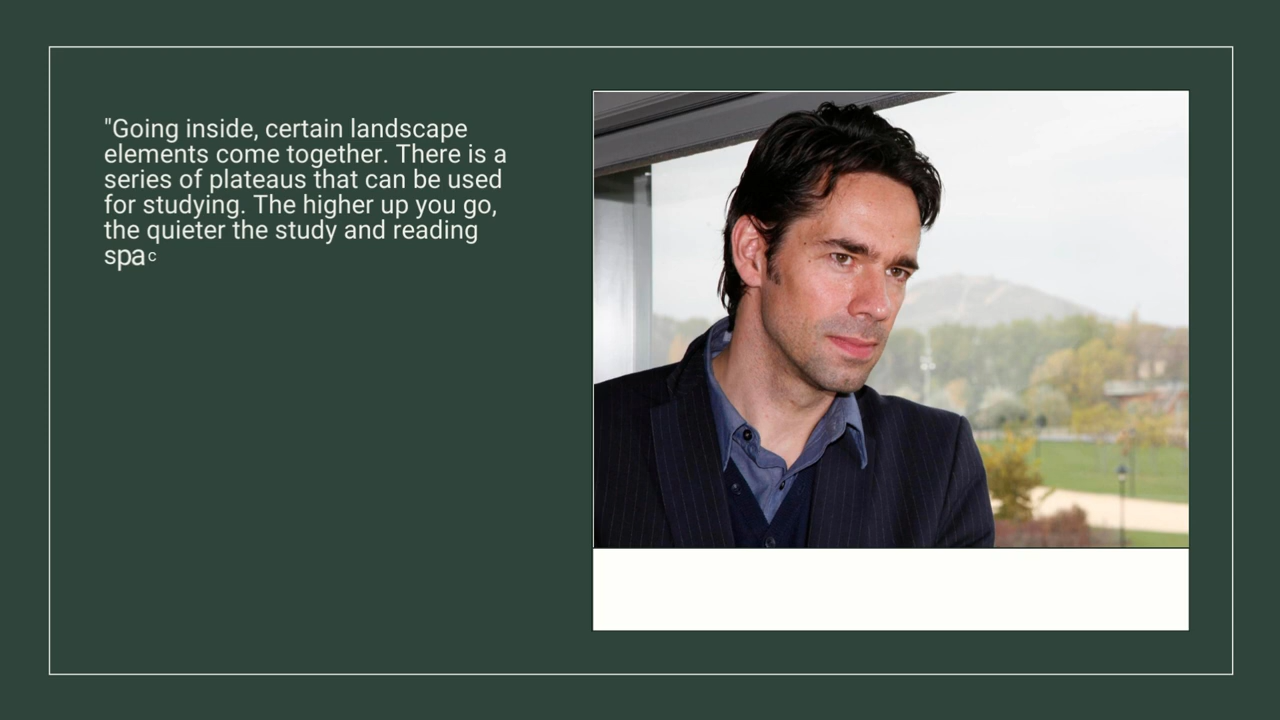 "Going inside, certain landscape
elements come together. There is a
series of plateaus that can be used
for studying. The higher up you go,
the quieter the study and reading
spac